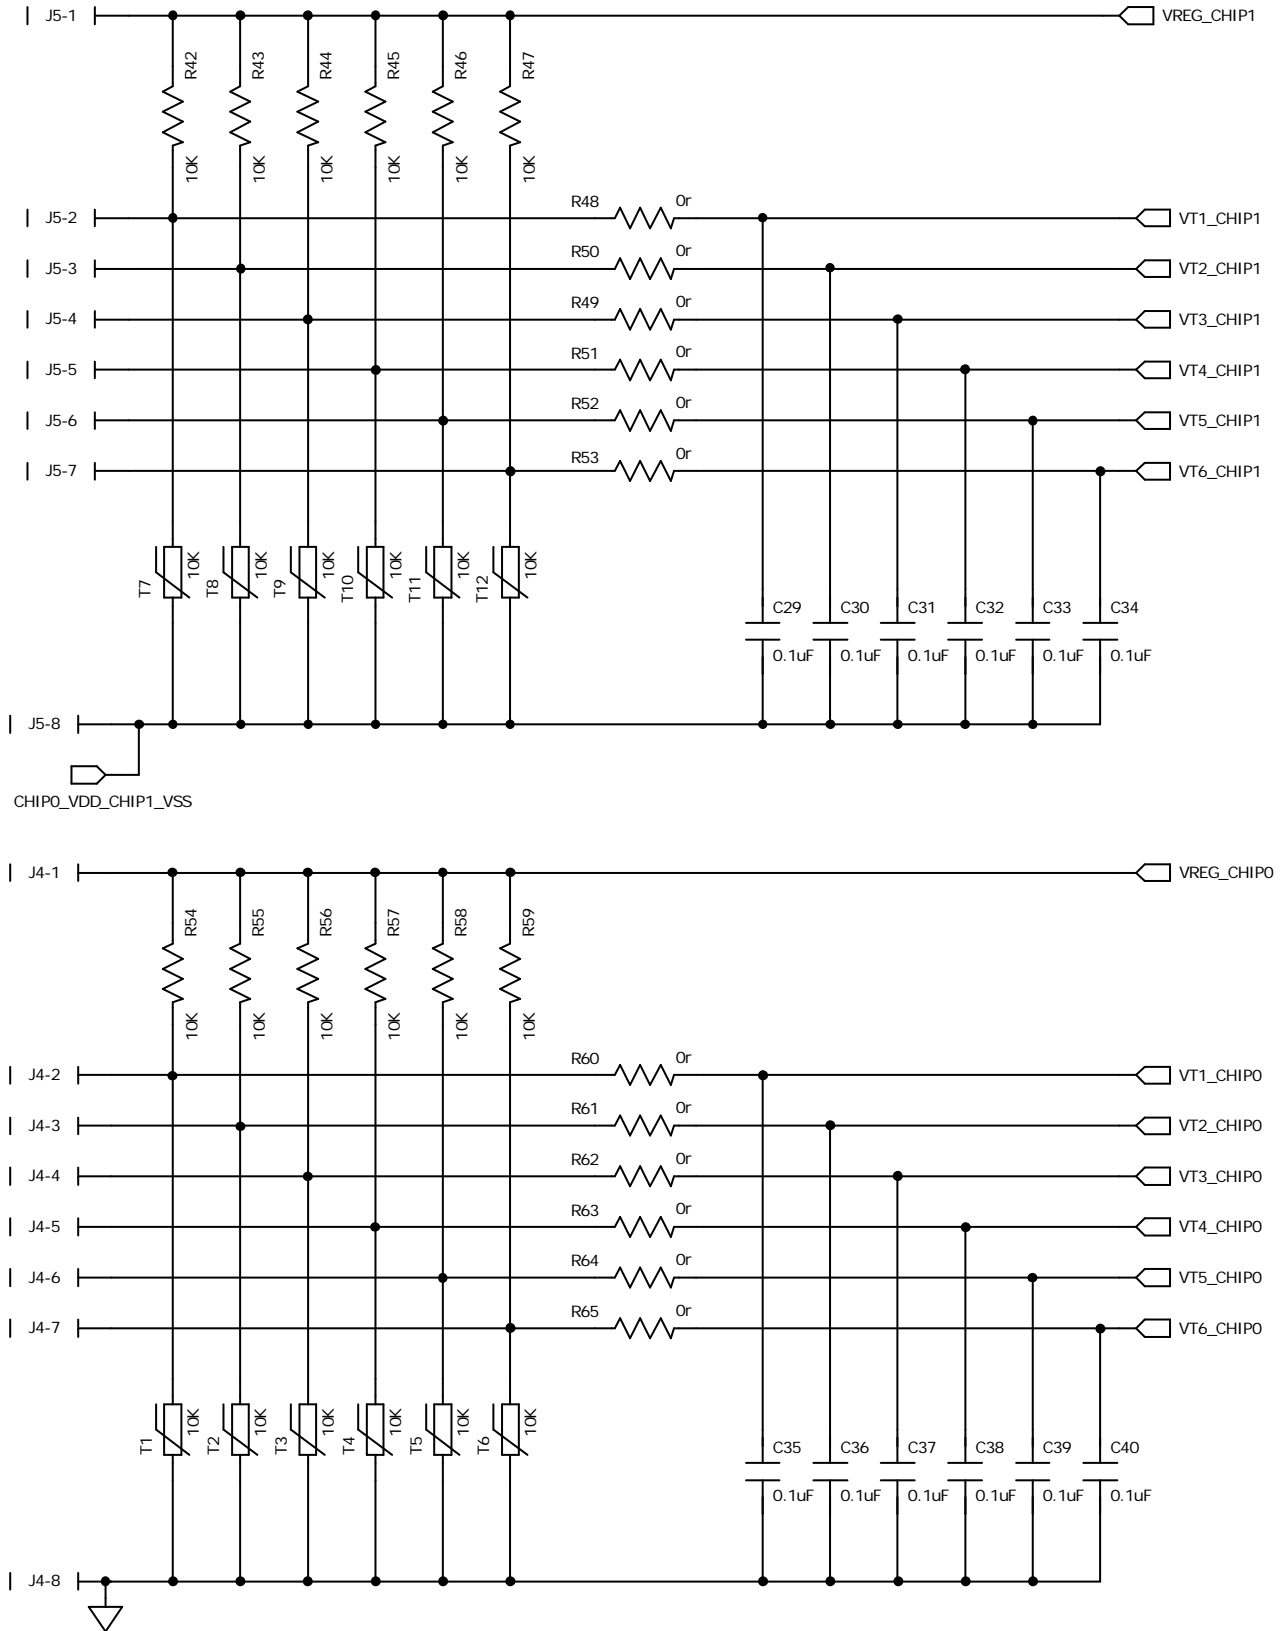 J5-1 VREG_CHIP1
R42 R43 R44 R45 R46 R47
10K 10K 10K 10K 10K 10K
J5-2 R48 0r VT1_CHIP1
J5-3 R50 0r VT2_CHIP1
J5-4 R49 0r VT3_CHIP1
J5-5 R51 0r VT4_CHIP1
J5-6 R52 0r VT5_CHIP1
J5-7 R53 0r VT6_CHIP1
T7 10K T8 10K T9 10K T10 10K T11 10K T12 10K
C29 C30 C31 C32 C33 C34
0.1uF 0.1uF 0.1uF 0.1uF 0.1uF 0.1uF
J5-8
CHIP0_VDD_CHIP1_VSS
J4-1 VREG_CHIP0
R54 R55 R56 R57 R58 R59
10K 10K 10K 10K 10K 10K
J4-2 R60 0r VT1_CHIP0
J4-3 R61 0r VT2_CHIP0
J4-4 R62 0r VT3_CHIP0
J4-5 R63 0r VT4_CHIP0
J4-6 R64 0r VT5_CHIP0
J4-7 R65 0r VT6_CHIP0
T1 10K T2 10K T3 10K T4 10K T5 10K T6 10K
C35 C36 C37 C38 C39 C40
0.1uF 0.1uF 0.1uF 0.1uF 0.1uF 0.1uF
J4-8